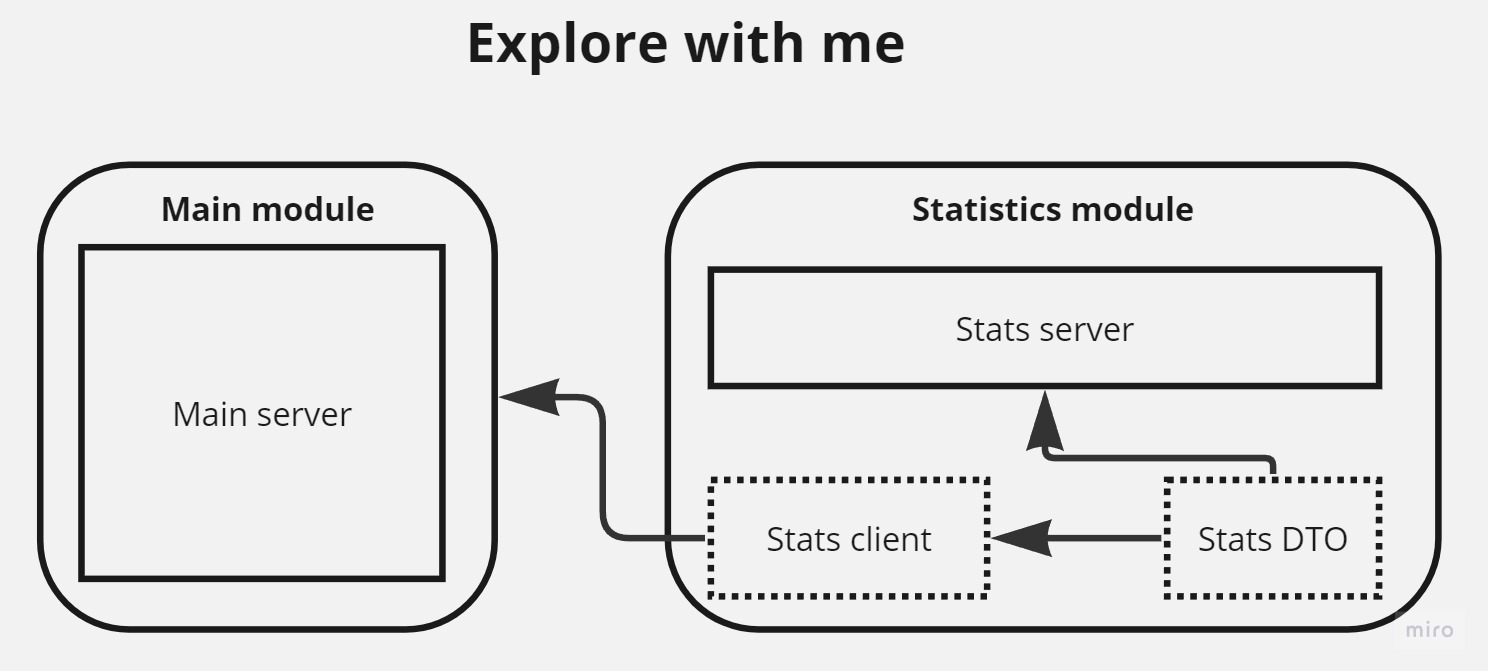 Explore with me
Main module
Main server
Statistics module
Stats server
Stats client
Stats DTO
miro